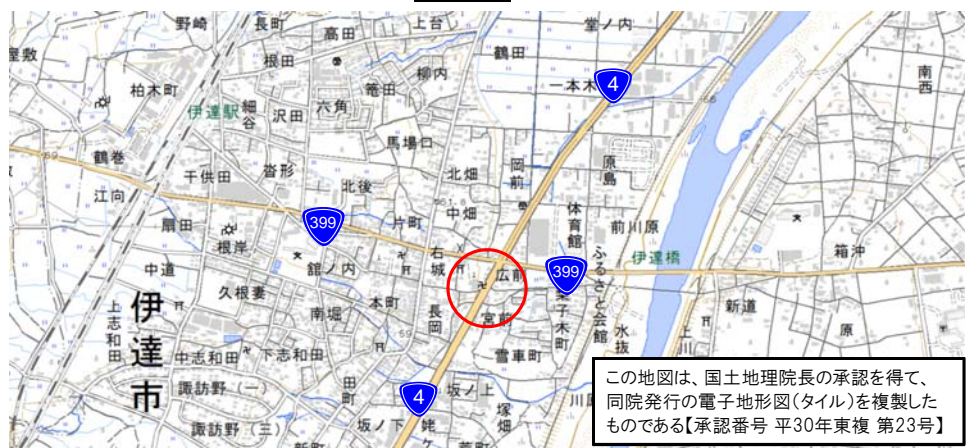 野崎
長町
高田
上台
堂ノ内
屋敷
根田
鶴田
柳内
南西
柏木町
篭田
一本木
4
伊達駅
細谷
沢田
六角
馬場口
鶴巻
千供田
沓形
北後
北畑
岡前
原島
江向
399
片町
中畑
体育館
前川原
扇田
根岸
右城
箱沖
伊達橋
399
広前
中道
舘ノ内
久根妻
本町
ふるさと会館
新道
上志和田
伊達市
南堀
長岡
宮前
水抜
上川
原
中志和田
下志和田
雪車町
諏訪野(一)
田町
4
坂ノ上
諏訪野(三)
坂ノ下
塚畑
この地図は、国土地理院長の承認を得て、
同院発行の電子地形図(タイル)を複製した
ものである【承認番号 平30年東複 第23号】